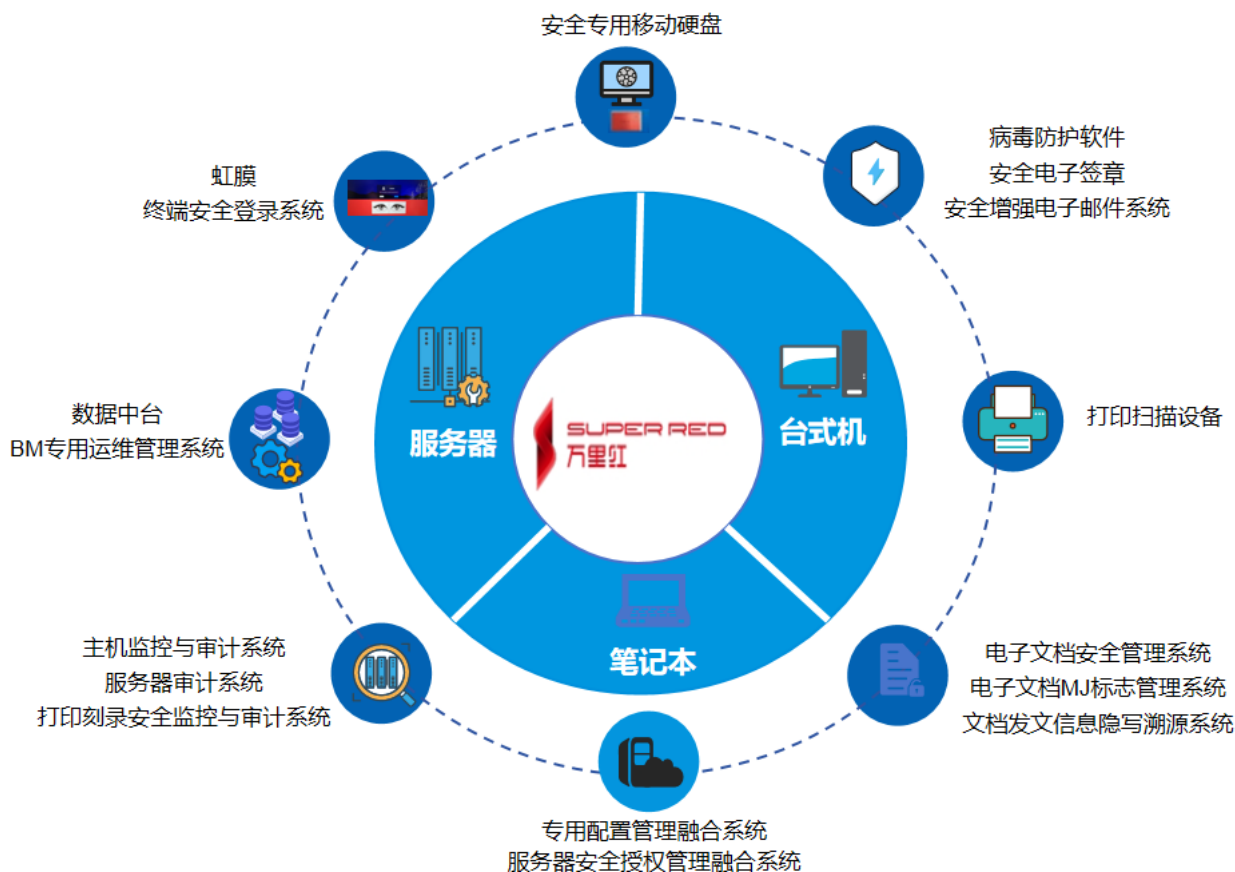 安全专用移动硬盘
病毒防护软件
安全电子签章
安全增强电子邮件系统
虹膜
终端安全登录系统
服务器
台式机
SUPER RED
万里红
打印扫描设备
数据中台
BM专用运维管理系统
笔记本
主机监控与审计系统
服务器审计系统
打印刻录安全监控与审计系统
电子文档安全管理系统
电子文档MJ标志管理系统
文档发文信息隐写溯源系统
专用配置管理融合系统
服务器安全授权管理融合系统